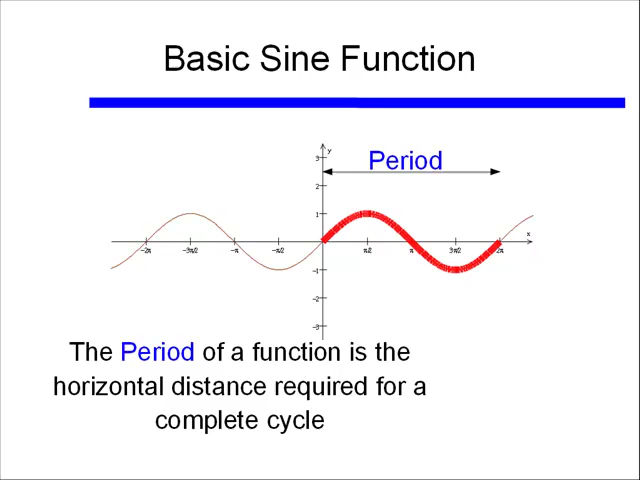 Basic Sine Function
y
3
Period
2
1
x
-2π -3π/2 -π -π/2 π/2 π 3π/2 2π
-1
-2
-3
The Period of a function is the
horizontal distance required for a
complete cycle